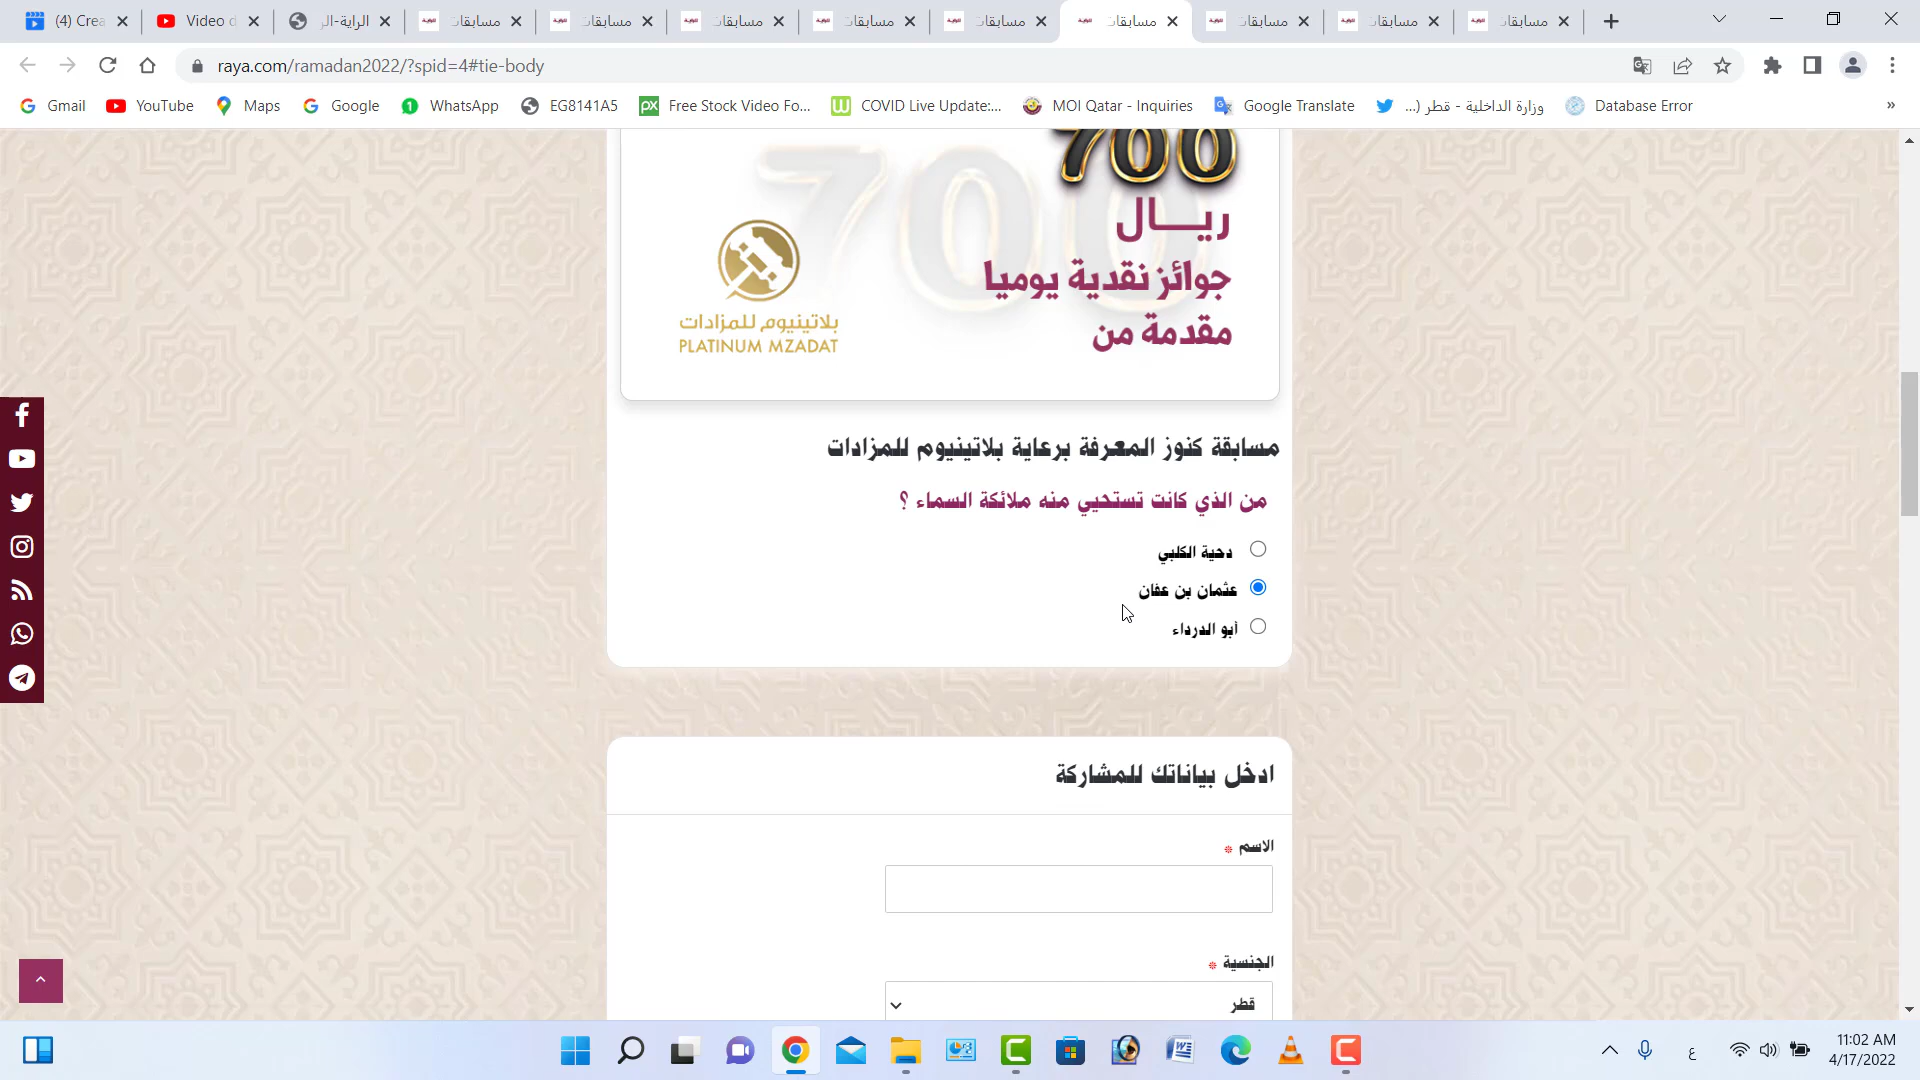 (4) Crea
Video d
الراية-الر
مسابقات
مسابقات
مسابقات
مسابقات
مسابقات
مسابقات
مسابقات
مسابقات
مسابقات
raya.com/ramadan2022/?spid=4#tie-body
Gmail
YouTube
Maps
Google
WhatsApp
EG8141A5
Free Stock Video Fo...
COVID Live Update:...
MOI Qatar - Inquiries
Google Translate
وزارة الداخلية - قطر (...
Database Error
»
700
ريــال
جوائز نقدية يوميا
مقدمة من
700
بلاتينيوم للمزادات
PLATINUM MZADAT
مسابقة كنوز المعرفة برعاية بلاتينيوم للمزادات
من الذي كانت تستحيي منه ملائكة السماء ؟
دحية الكلبي
عثمان بن عفان
أبو الدرداء
ادخل بياناتك للمشاركة
الاسم *
الجنسية *
قطر
ع
11:02 AM
4/17/2022